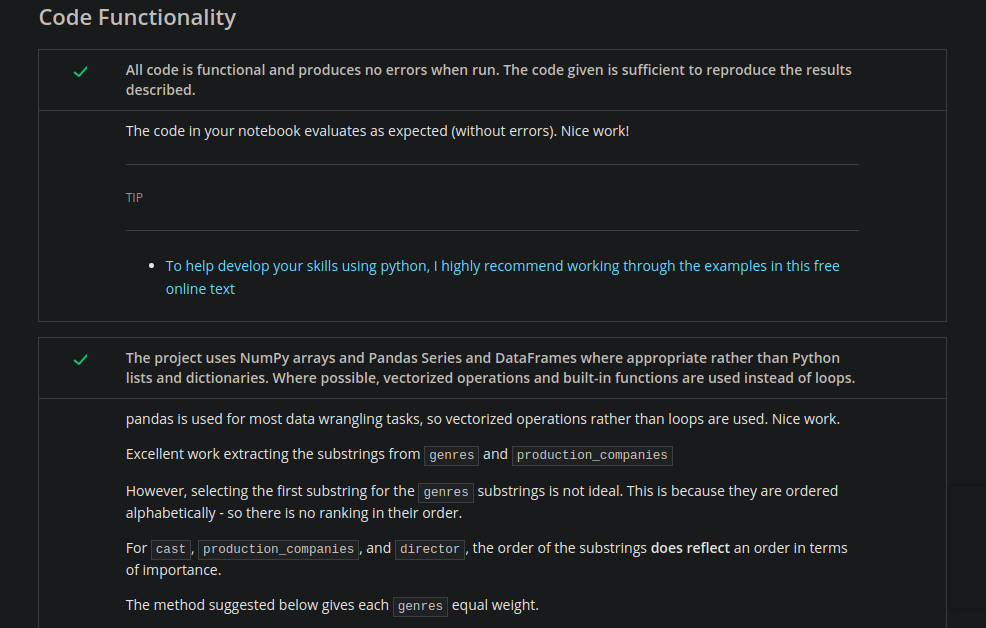 Code Functionality
All code is functional and produces no errors when run. The code given is sufficient to reproduce the results
described.
The code in your notebook evaluates as expected (without errors). Nice work!
TIP
To help develop your skills using python, I highly recommend working through the examples in this free
online text
The project uses NumPy arrays and Pandas Series and DataFrames where appropriate rather than Python
lists and dictionaries. Where possible, vectorized operations and built-in functions are used instead of loops.
pandas is used for most data wrangling tasks, so vectorized operations rather than loops are used. Nice work.
Excellent work extracting the substrings from genres and production_companies
However, selecting the first substring for the genres substrings is not ideal. This is because they are ordered
alphabetically - so there is no ranking in their order.
For cast, production_companies, and director, the order of the substrings does reflect an order in terms
of importance.
The method suggested below gives each genres equal weight.